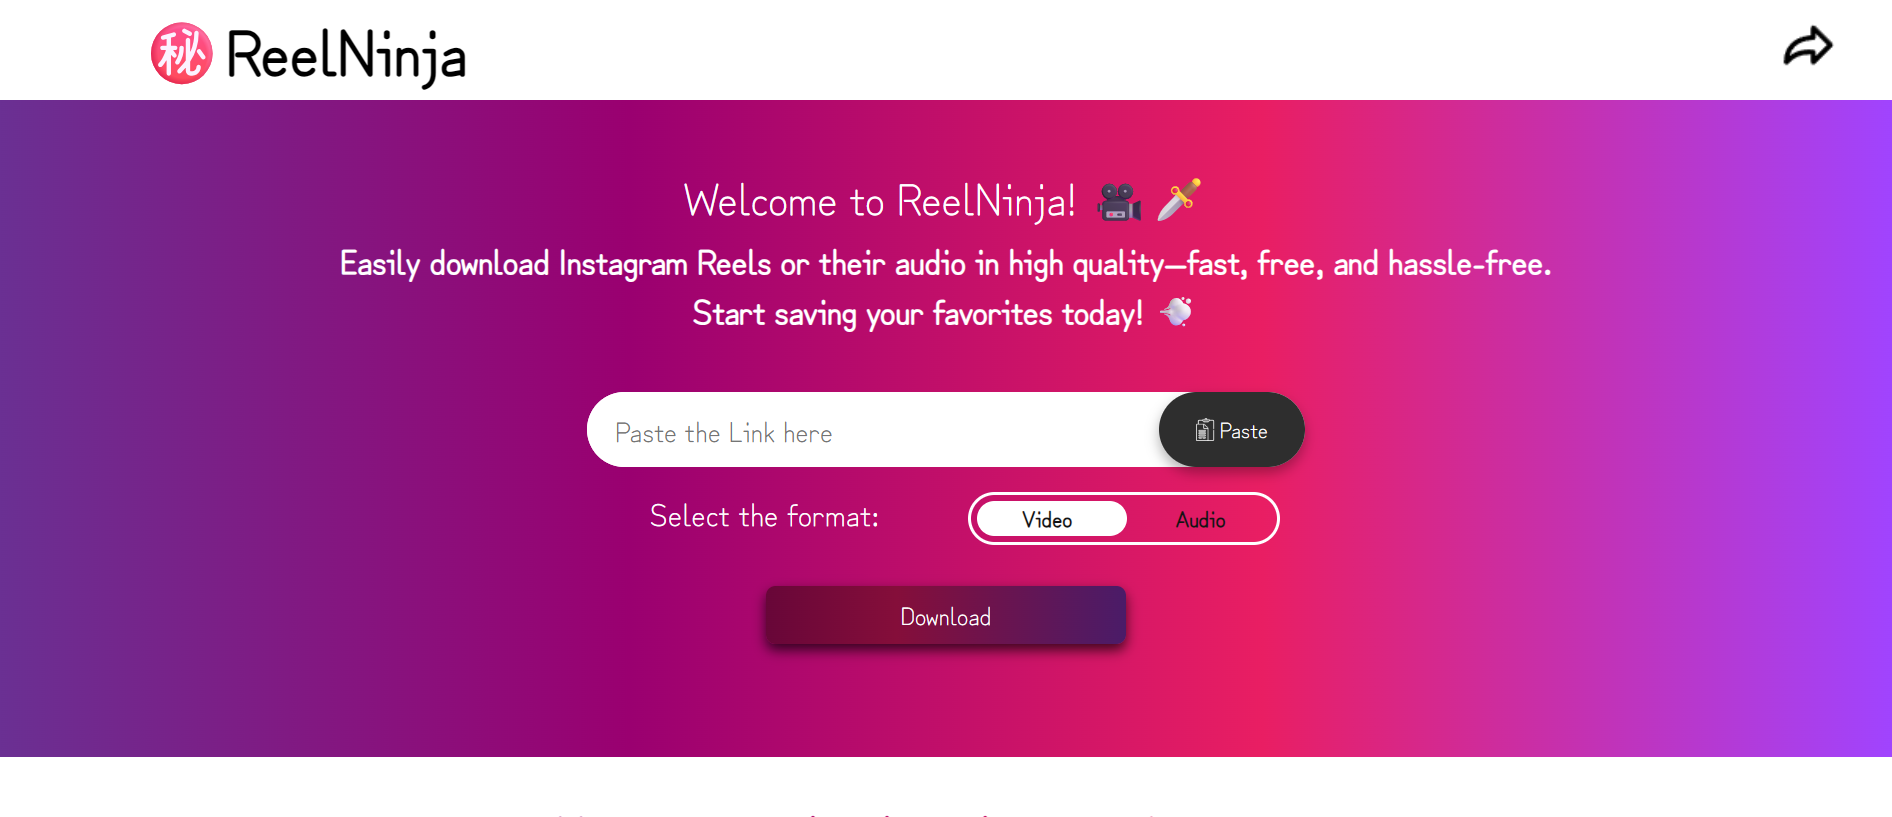 ㊙ ReelNinja
Welcome to ReelNinja! 🎥 🗡️
Easily download Instagram Reels or their audio in high quality—fast, free, and hassle-free.
Start saving your favorites today! 💨
Paste the Link here
Paste
Select the format:
Video
Audio
Download